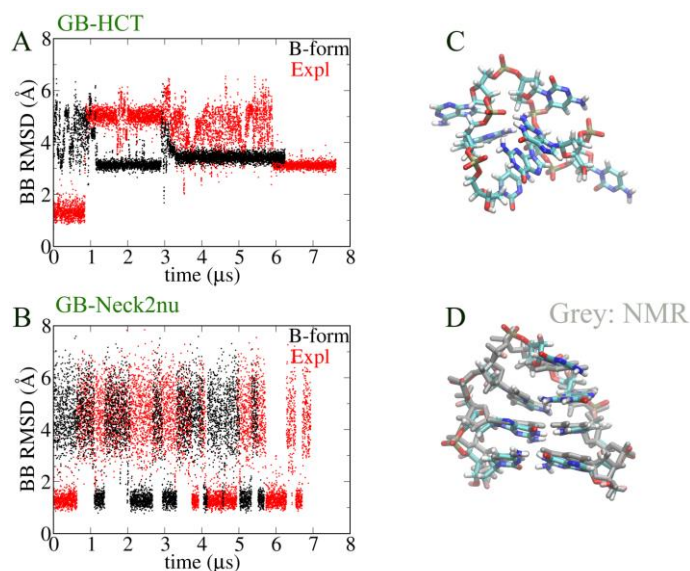 GB-HCT
A
B-form
Expl
BB RMSD (Å)
8
6
4
2
0
0 1 2 3 4 5 6 7 8
time (μs)
C
GB-Neck2nu
B
B-form
Expl
BB RMSD (Å)
8
6
4
2
0
0 1 2 3 4 5 6 7 8
time (μs)
D
Grey: NMR